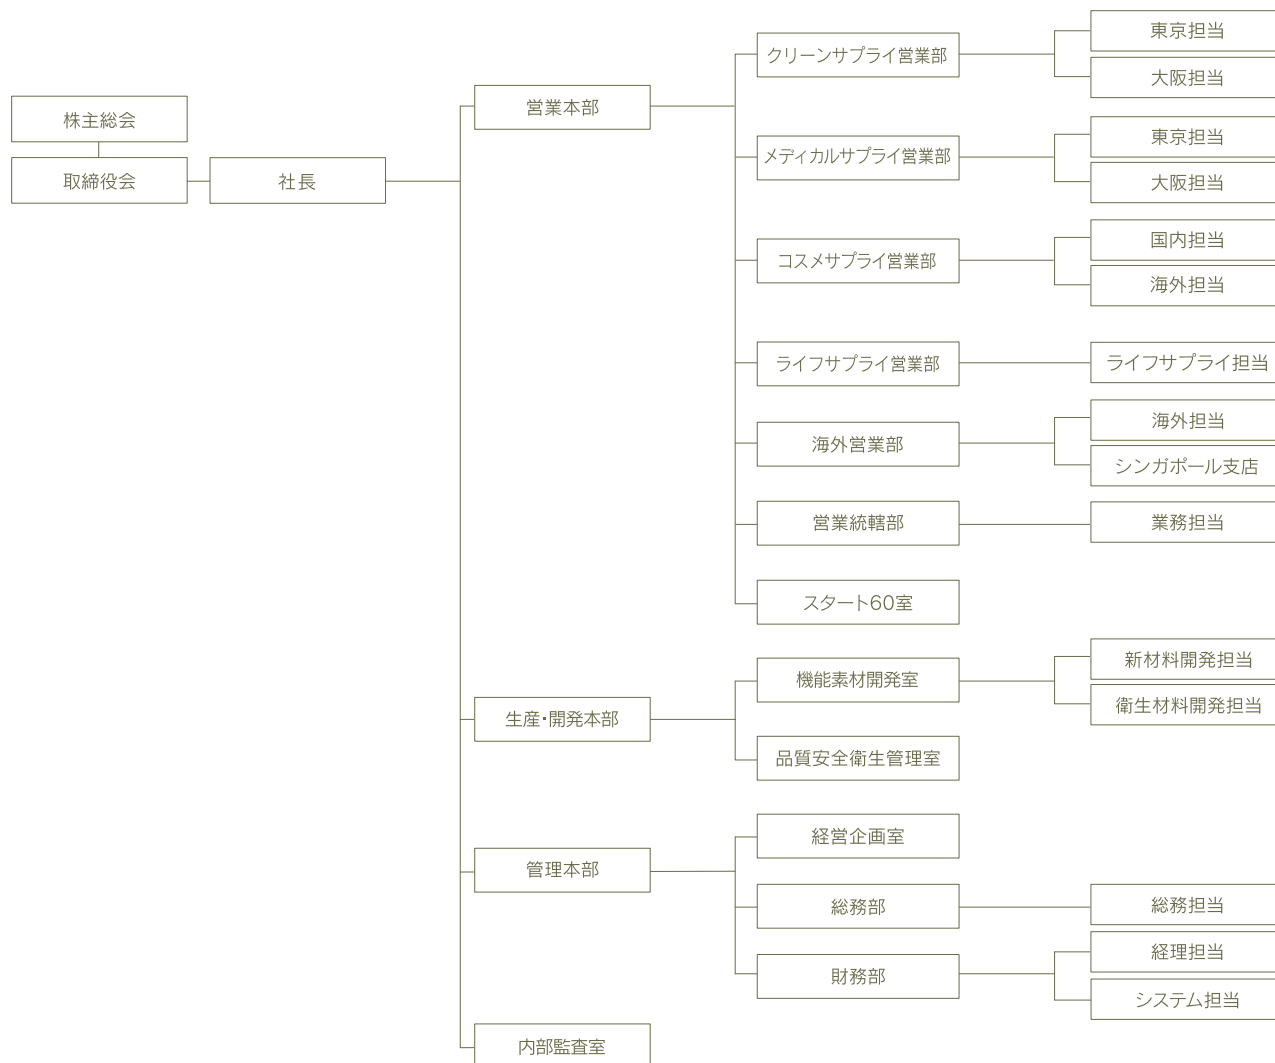 株主総会
取締役会
社長
営業本部
クリーンサプライ営業部
東京担当
大阪担当
メディカルサプライ営業部
東京担当
大阪担当
コスメサプライ営業部
国内担当
海外担当
ライフサプライ営業部
ライフサプライ担当
海外営業部
海外担当
シンガポール支店
営業統轄部
業務担当
スタート60室
生産・開発本部
機能素材開発室
新材料開発担当
衛生材料開発担当
品質安全衛生管理室
管理本部
経営企画室
総務部
総務担当
財務部
経理担当
システム担当
内部監査室